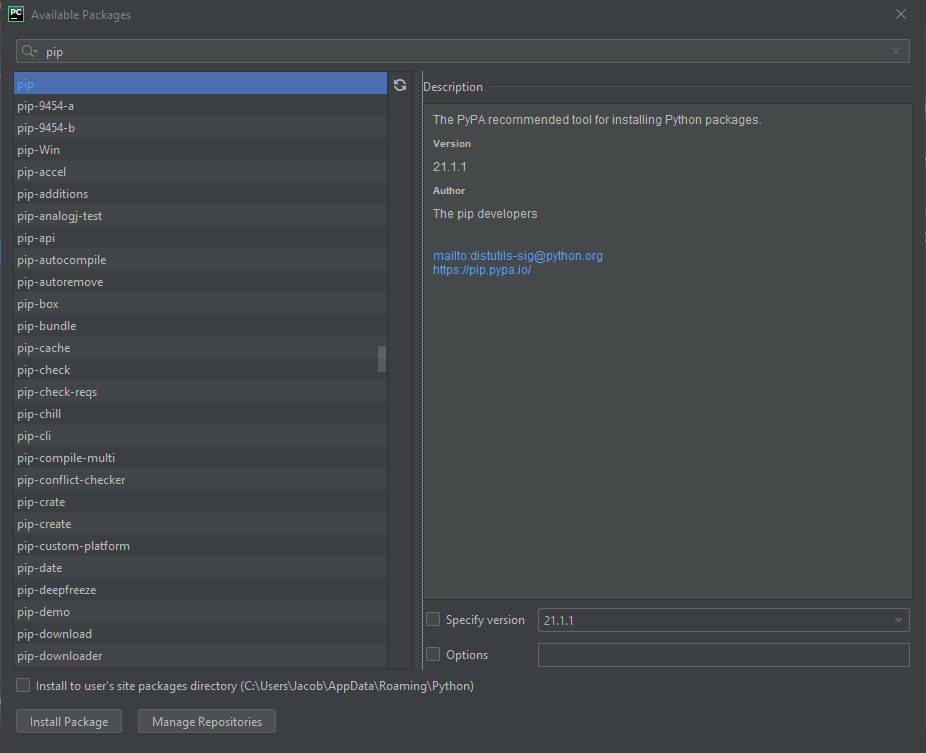 PC Available Packages
pip
pip
pip-9454-a
pip-9454-b
pip-Win
pip-accel
pip-additions
pip-analogj-test
pip-api
pip-autocompile
pip-autoremove
pip-box
pip-bundle
pip-cache
pip-check
pip-check-reqs
pip-chill
pip-cli
pip-compile-multi
pip-conflict-checker
pip-crate
pip-create
pip-custom-platform
pip-date
pip-deepfreeze
pip-demo
pip-download
pip-downloader
Description
The PyPA recommended tool for installing Python packages.
Version
21.1.1
Author
The pip developers
mailto:distutils-sig@python.org
https://pip.pypa.io/
Specify version 21.1.1
Options
Install to user's site packages directory (C:\Users\Jacob\AppData\Roaming\Python)
Install Package Manage Repositories